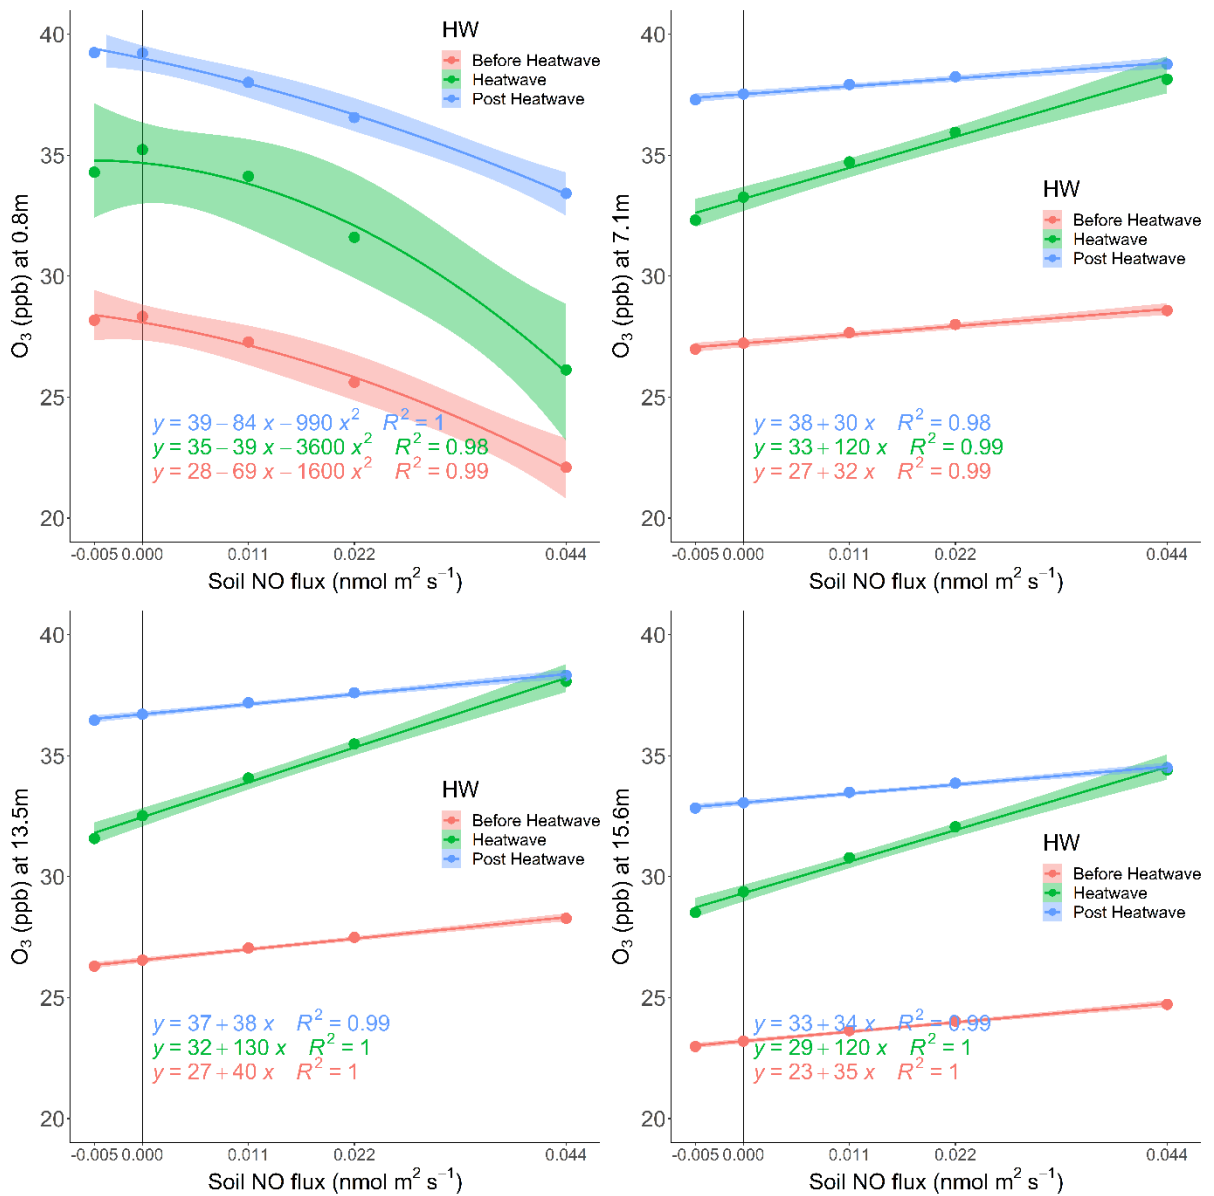 O₃ (ppb) at 0.8m
40
35
30
25
20
HW
Before Heatwave
Heatwave
Post Heatwave
y = 39 − 84 x − 990 x² R² = 1
y = 35 − 39 x − 3600 x² R² = 0.98
y = 28 − 69 x − 1600 x² R² = 0.99
-0.005 0.000 0.011 0.022 0.044
Soil NO flux (nmol m² s⁻¹)
O₃ (ppb) at 7.1m
40
35
30
25
20
HW
Before Heatwave
Heatwave
Post Heatwave
y = 38 + 30 x R² = 0.98
y = 33 + 120 x R² = 0.99
y = 27 + 32 x R² = 0.99
-0.005 0.000 0.011 0.022 0.044
Soil NO flux (nmol m² s⁻¹)
O₃ (ppb) at 13.5m
40
35
30
25
20
HW
Before Heatwave
Heatwave
Post Heatwave
y = 37 + 38 x R² = 0.99
y = 32 + 130 x R² = 1
y = 27 + 40 x R² = 1
-0.005 0.000 0.011 0.022 0.044
Soil NO flux (nmol m² s⁻¹)
O₃ (ppb) at 15.6m
40
35
30
25
20
HW
Before Heatwave
Heatwave
Post Heatwave
y = 33 + 34 x R² = 0.99
y = 29 + 120 x R² = 1
y = 23 + 35 x R² = 1
-0.005 0.000 0.011 0.022 0.044
Soil NO flux (nmol m² s⁻¹)